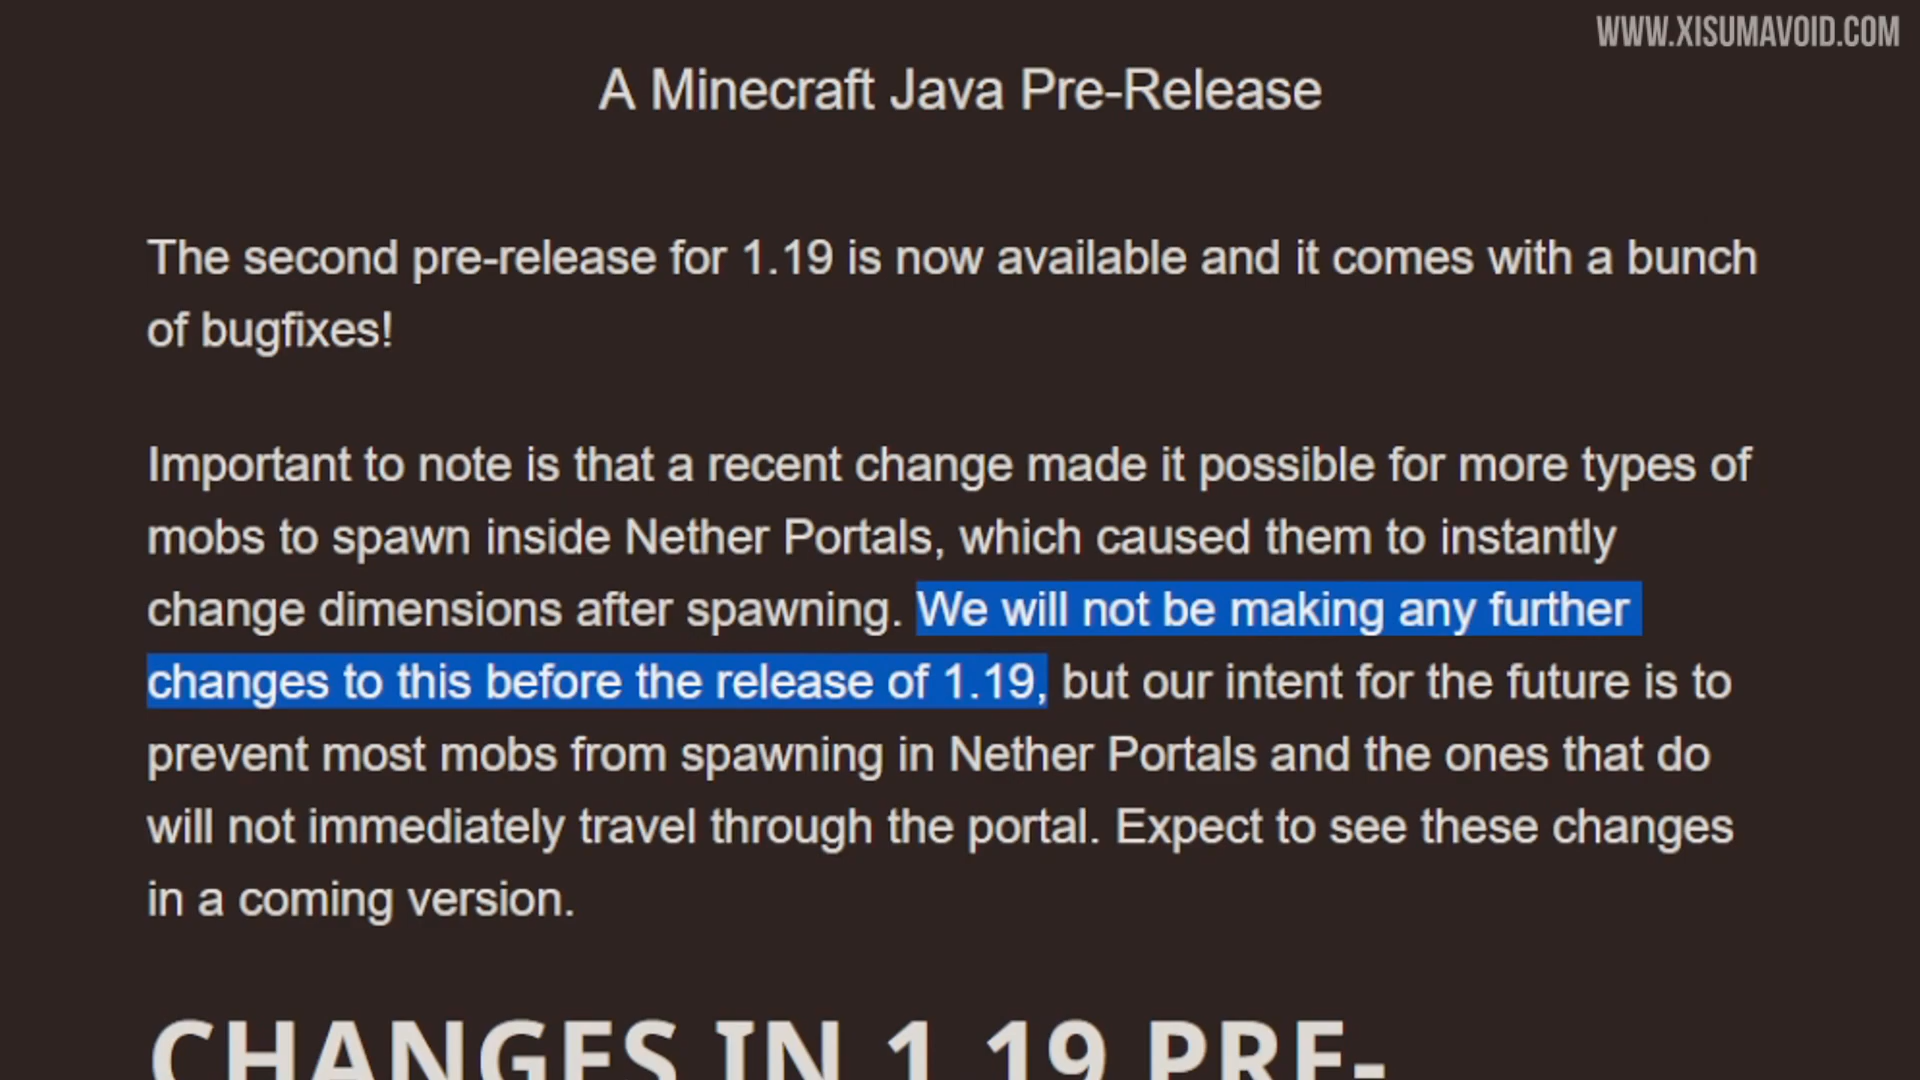 WWW.XISUMAVOID.COM
A Minecraft Java Pre-Release
The second pre-release for 1.19 is now available and it comes with a bunch
of bugfixes!
Important to note is that a recent change made it possible for more types of
mobs to spawn inside Nether Portals, which caused them to instantly
change dimensions after spawning. We will not be making any further
changes to this before the release of 1.19, but our intent for the future is to
prevent most mobs from spawning in Nether Portals and the ones that do
will not immediately travel through the portal. Expect to see these changes
in a coming version.
CHANGES IN 1.19 PRE-